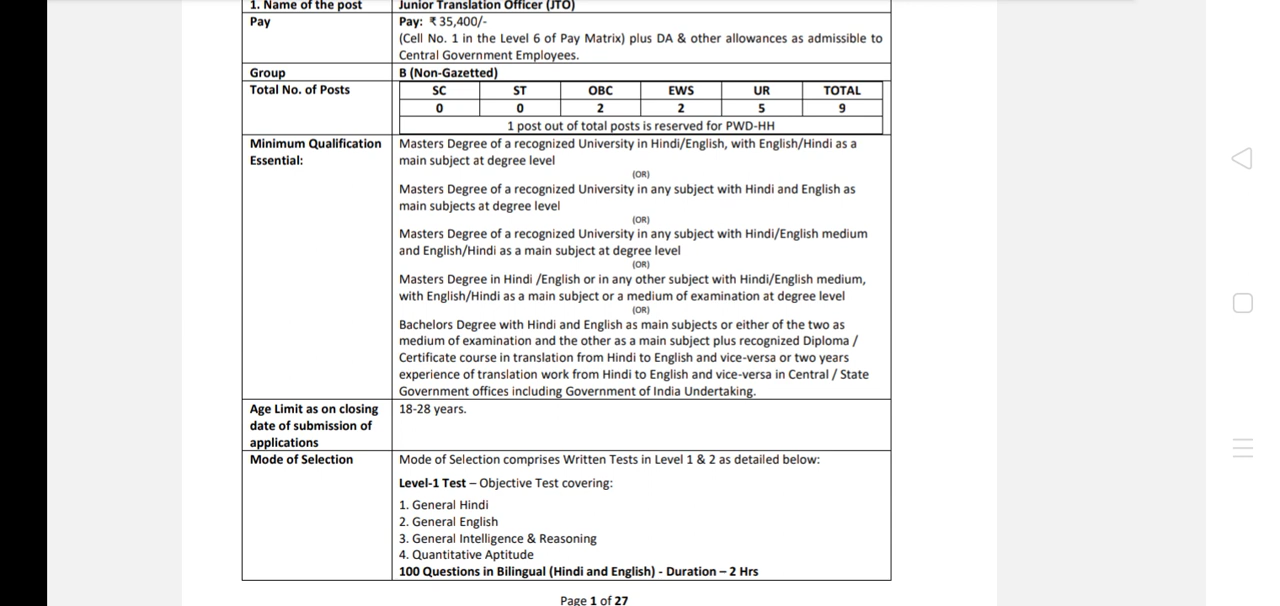 1. Name of the post Junior Translation Officer (JTO)
Pay Pay: ₹ 35,400/-
(Cell No. 1 in the Level 6 of Pay Matrix) plus DA & other allowances as admissible to
Central Government Employees.
Group B (Non-Gazetted)
Total No. of Posts SC ST OBC EWS UR TOTAL
0 0 2 2 5 9
1 post out of total posts is reserved for PWD-HH
Minimum Qualification Masters Degree of a recognized University in Hindi/English, with English/Hindi as a
Essential: main subject at degree level
(OR)
Masters Degree of a recognized University in any subject with Hindi and English as
main subjects at degree level
(OR)
Masters Degree of a recognized University in any subject with Hindi/English medium
and English/Hindi as a main subject at degree level
(OR)
Masters Degree in Hindi /English or in any other subject with Hindi/English medium,
with English/Hindi as a main subject or a medium of examination at degree level
(OR)
Bachelors Degree with Hindi and English as main subjects or either of the two as
medium of examination and the other as a main subject plus recognized Diploma /
Certificate course in translation from Hindi to English and vice-versa or two years
experience of translation work from Hindi to English and vice-versa in Central / State
Government offices including Government of India Undertaking.
Age Limit as on closing 18-28 years.
date of submission of
applications
Mode of Selection Mode of Selection comprises Written Tests in Level 1 & 2 as detailed below:
Level-1 Test – Objective Test covering:
1. General Hindi
2. General English
3. General Intelligence & Reasoning
4. Quantitative Aptitude
100 Questions in Bilingual (Hindi and English) - Duration – 2 Hrs
Page 1 of 27